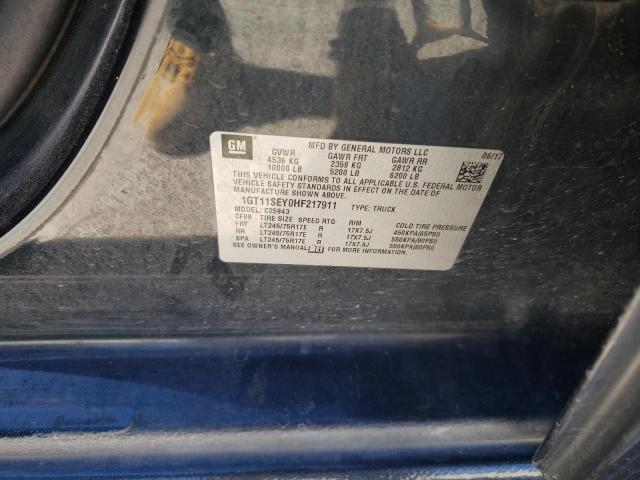 GM
MFD BY GENERAL MOTORS LLC
06/17
GVWR GAWR FRT GAWR RR
4536 KG 2359 KG 2812 KG
10000 LB 5200 LB 6200 LB
THIS VEHICLE CONFORMS TO ALL APPLICABLE U.S. FEDERAL MOTOR
VEHICLE SAFETY STANDARDS IN EFFECT ON THE DATE OF
MANUFACTURE SHOWN ABOVE.
1GT11SEY0HF217911 TYPE: TRUCK
MODEL: C25943
CF98 TIRE SIZE SPEED RTG RIM COLD TIRE PRESSURE
FRT LT245/75R17E R 17X7.5J 450KPA(65PSI)
RR LT245/75R17E R 17X7.5J 550KPA(80PSI)
SPA LT245/75R17E R 17X7.5J 550KPA(80PSI)
SEE OWNER'S MANUAL FOR MORE INFORMATION.